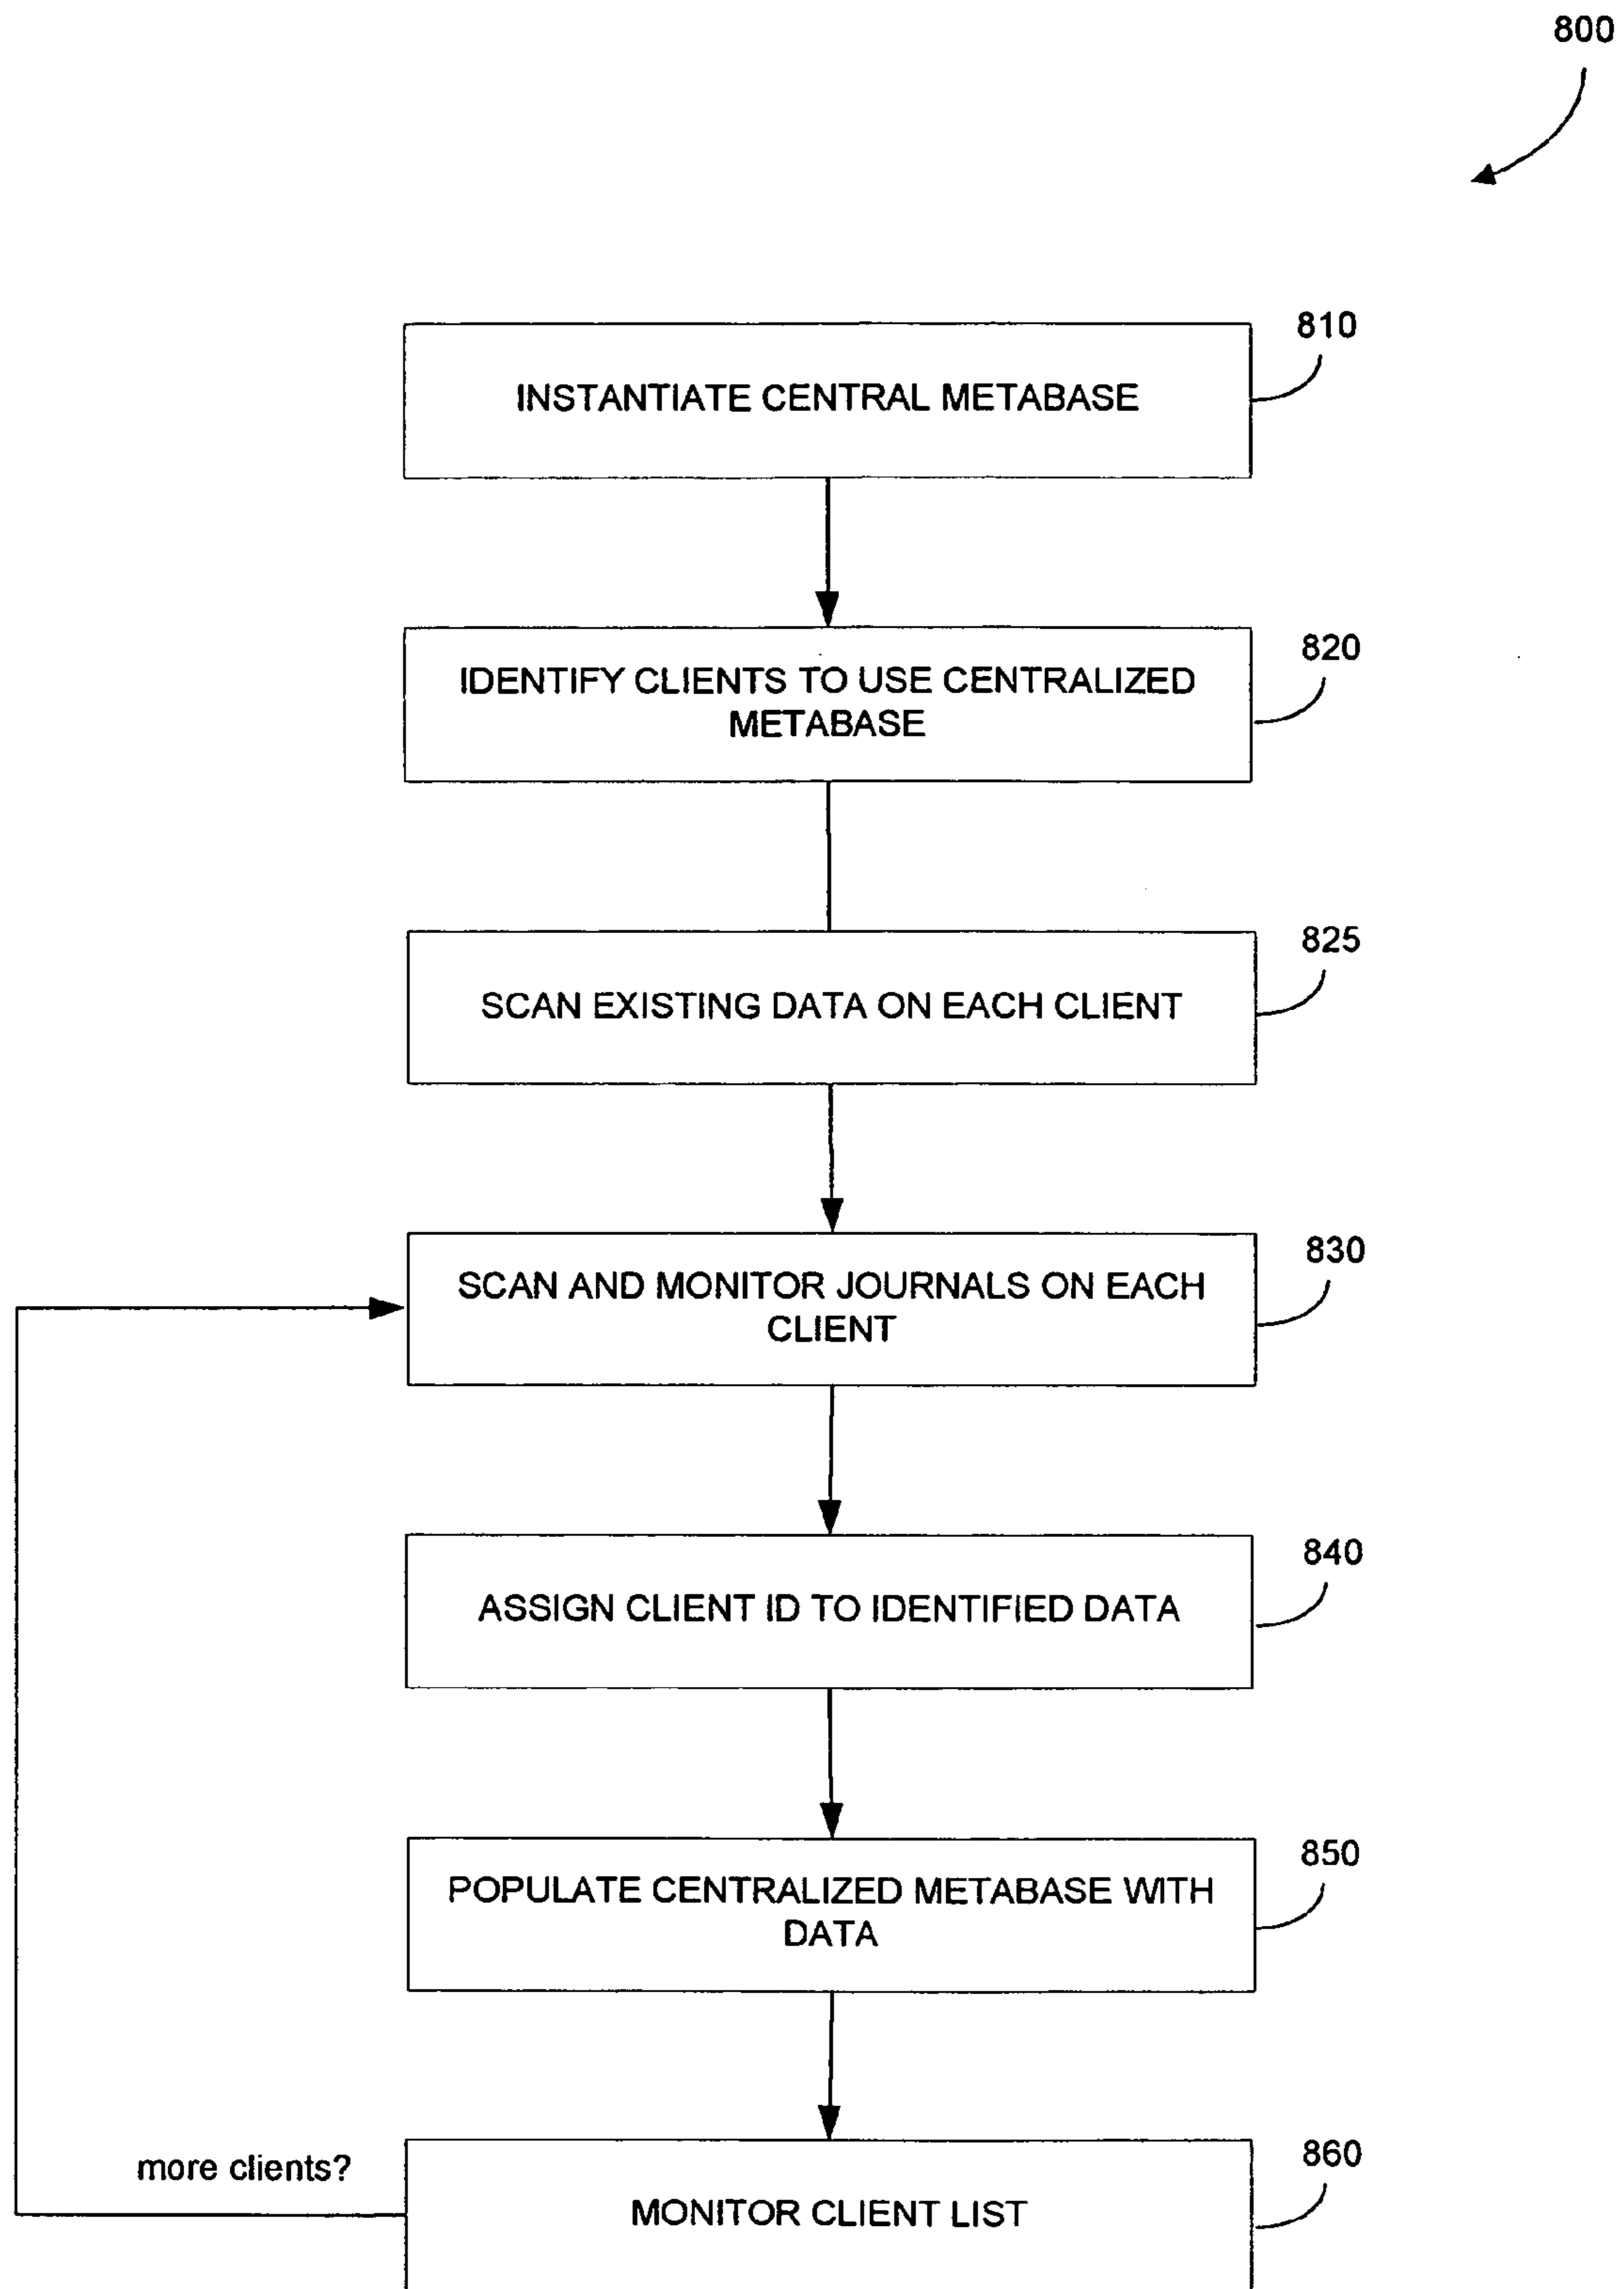 800
810
INSTANTIATE CENTRAL METABASE
820
IDENTIFY CLIENTS TO USE CENTRALIZED
METABASE
825
SCAN EXISTING DATA ON EACH CLIENT
830
SCAN AND MONITOR JOURNALS ON EACH
CLIENT
840
ASSIGN CLIENT ID TO IDENTIFIED DATA
850
POPULATE CENTRALIZED METABASE WITH
DATA
860
more clients?
MONITOR CLIENT LIST